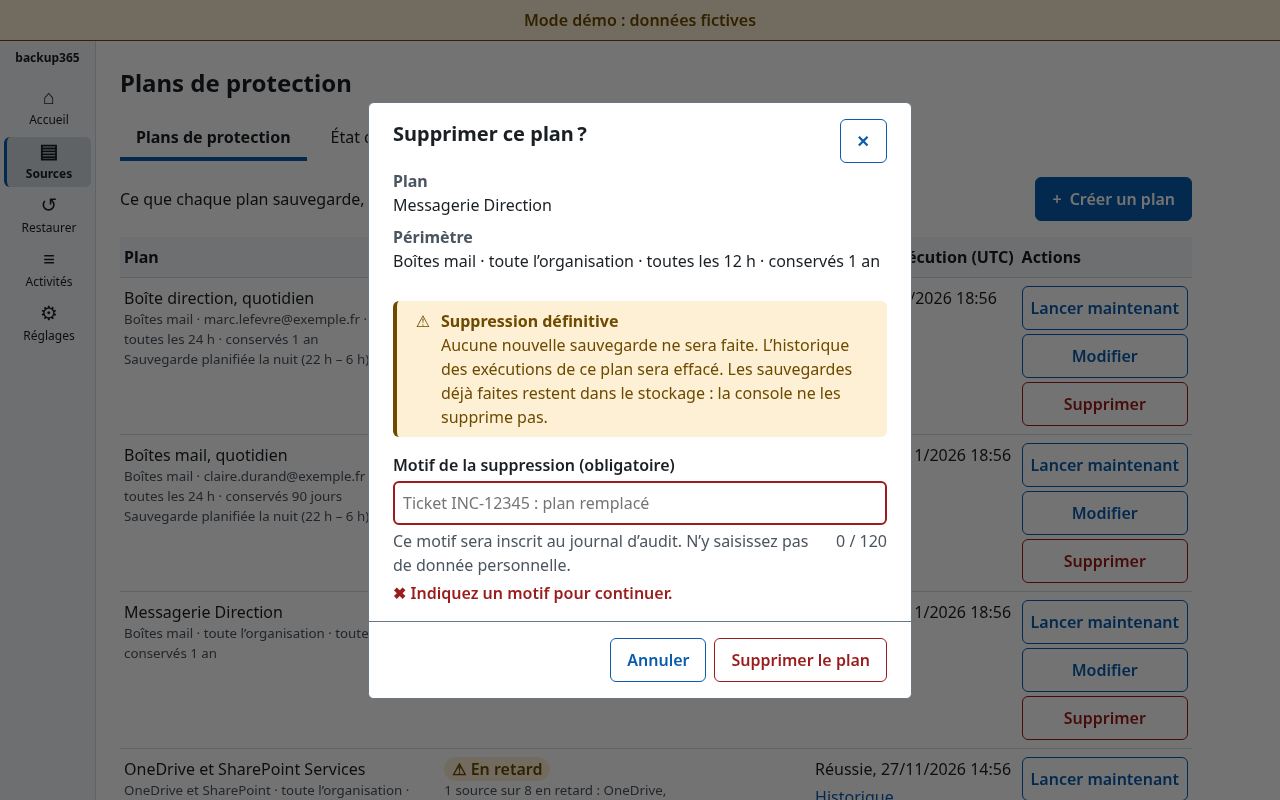 Mode démo : données fictives
backup365
⌂
Accueil
Sources
↺
Restaurer
≡
Activités
⚙
Réglages
Plans de protection
Plans de protection
État
Ce que chaque plan sauvegarde,
+ Créer un plan
Plan
(UTC)
Actions
Boîte direction, quotidien
Boîtes mail · marc.lefevre@exemple.fr ·
toutes les 24 h · conservés 1 an
Sauvegarde planifiée la nuit (22 h – 6 h)
/2026 18:56
Lancer maintenant
Modifier
Supprimer
Boîtes mail, quotidien
Boîtes mail · claire.durand@exemple.fr
toutes les 24 h · conservés 90 jours
Sauvegarde planifiée la nuit (22 h – 6 h)
1/2026 18:56
Lancer maintenant
Modifier
Supprimer
Messagerie Direction
Boîtes mail · toute l’organisation · toute
conservés 1 an
1/2026 18:56
Lancer maintenant
Modifier
Supprimer
OneDrive et SharePoint Services
OneDrive et SharePoint · toute l’organisation ·
⚠ En retard
1 source sur 8 en retard : OneDrive,
Réussie, 27/11/2026 14:56
Historique
Lancer maintenant
Supprimer ce plan ?
×
Plan
Messagerie Direction
Périmètre
Boîtes mail · toute l’organisation · toutes les 12 h · conservés 1 an
⚠ Suppression définitive
Aucune nouvelle sauvegarde ne sera faite. L’historique
des exécutions de ce plan sera effacé. Les sauvegardes
déjà faites restent dans le stockage : la console ne les
supprime pas.
Motif de la suppression (obligatoire)
Ticket INC-12345 : plan remplacé
Ce motif sera inscrit au journal d’audit. N’y saisissez pas
de donnée personnelle.
0 / 120
✖ Indiquez un motif pour continuer.
Annuler
Supprimer le plan